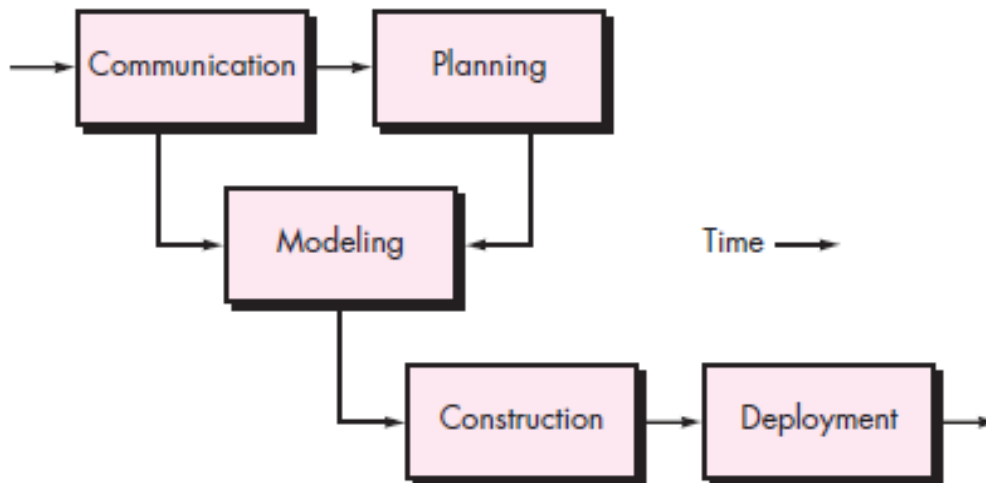 Communication
Planning
Modeling
Time
Construction
Deployment